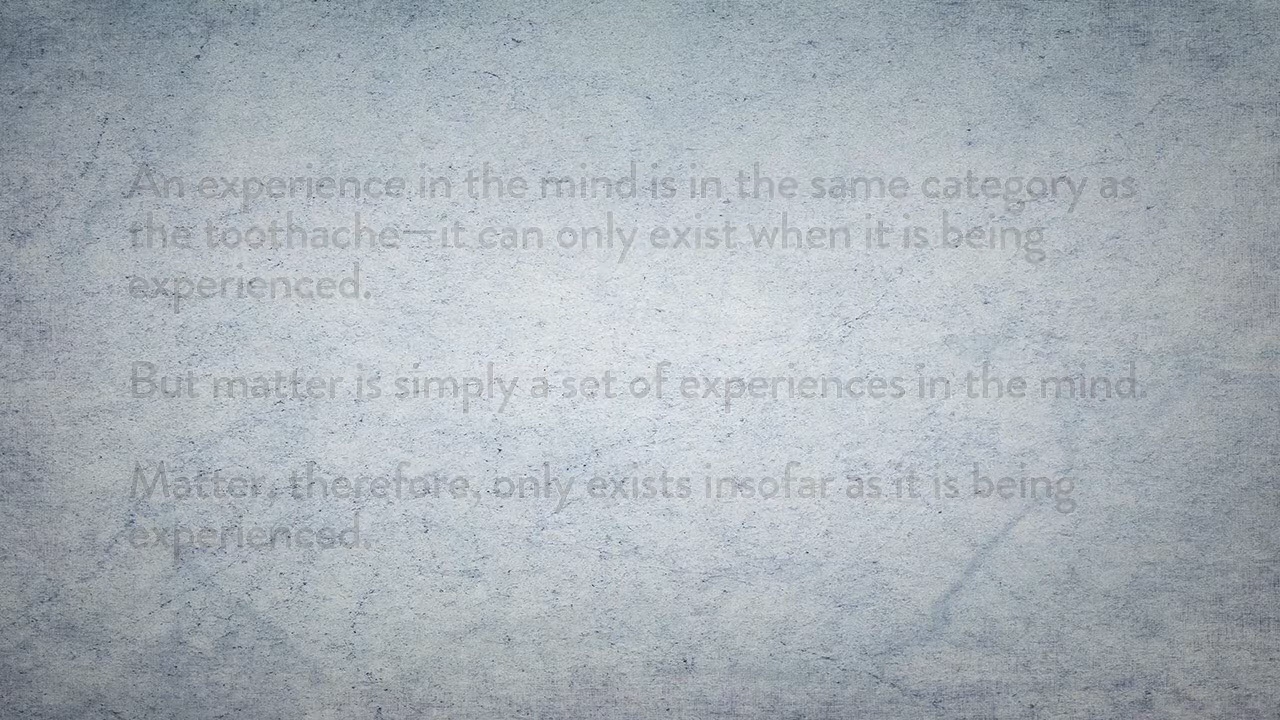 An experience in the mind is in the same category as
the toothache—it can only exist when it is being
experienced.
But matter is simply a set of experiences in the mind.
Matter, therefore, only exists insofar as it is being
experienced.